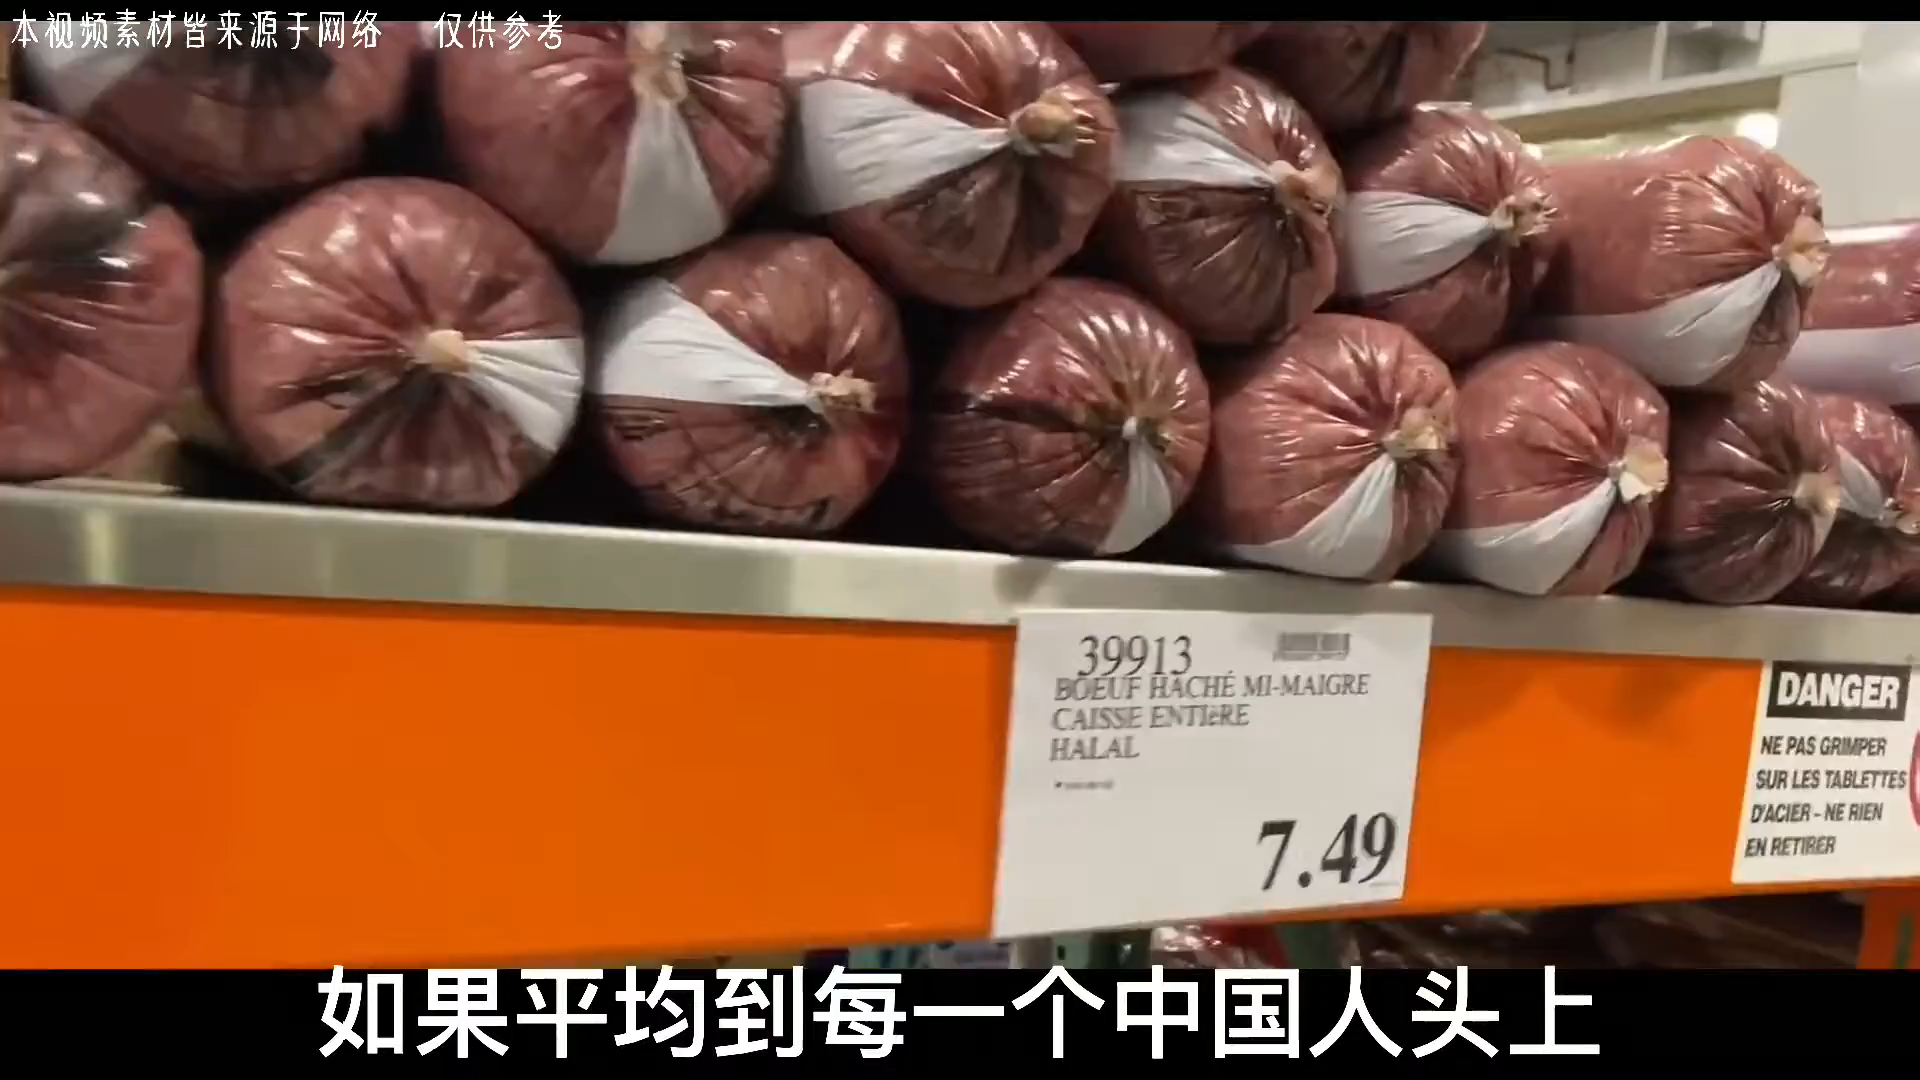 本视频素材皆来源于网络 仅供参考
39913
BOEUF HACHÉ MI-MAIGRE
CAISSE ENTIèRE
HALAL
7.49
DANGER
NE PAS GRIMPER
SUR LES TABLETTES
D'ACIER - NE RIEN
EN RETIRER
如果平均到每一个中国人头上